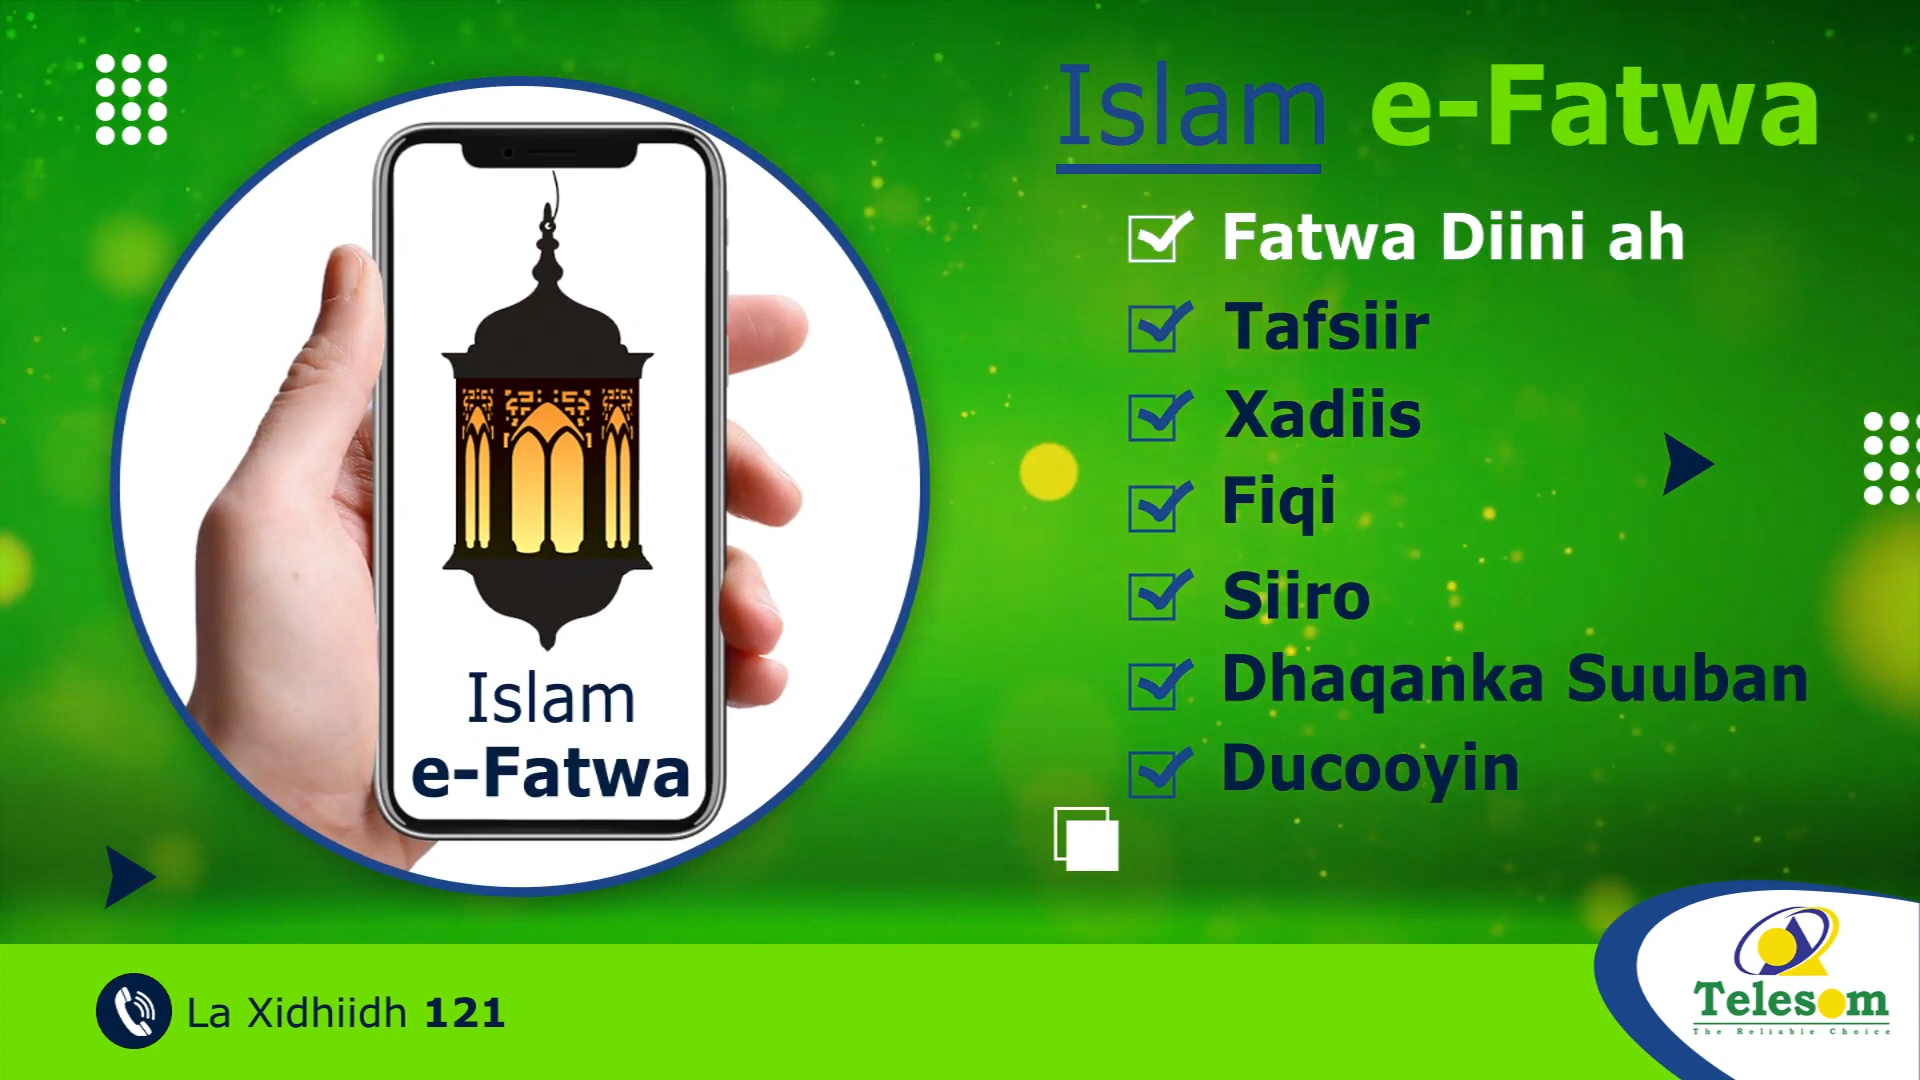 Islam e-Fatwa
Fatwa Diini ah
Tafsiir
Xadiis
Fiqi
Siiro
Dhaqanka Suuban
Ducooyin
Islam
e-Fatwa
La Xidhiidh 121
Telesom
The Reliable Choice